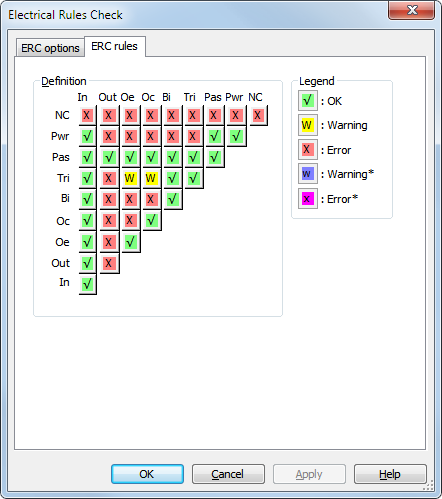 Electrical Rules Check
ERC options ERC rules
Definition
In Out Oe Oc Bi Tri Pas Pwr NC
NC X X X X X X X X X
Pwr √ X X X X X √ √
Pas √ √ √ √ √ √ √
Tri √ X W W √ √
Bi √ X X X √
Oc √ X X √
Oe √ X √
Out √ X
In √
Legend
√ : OK
W : Warning
X : Error
W : Warning*
X : Error*
OK Cancel Apply Help